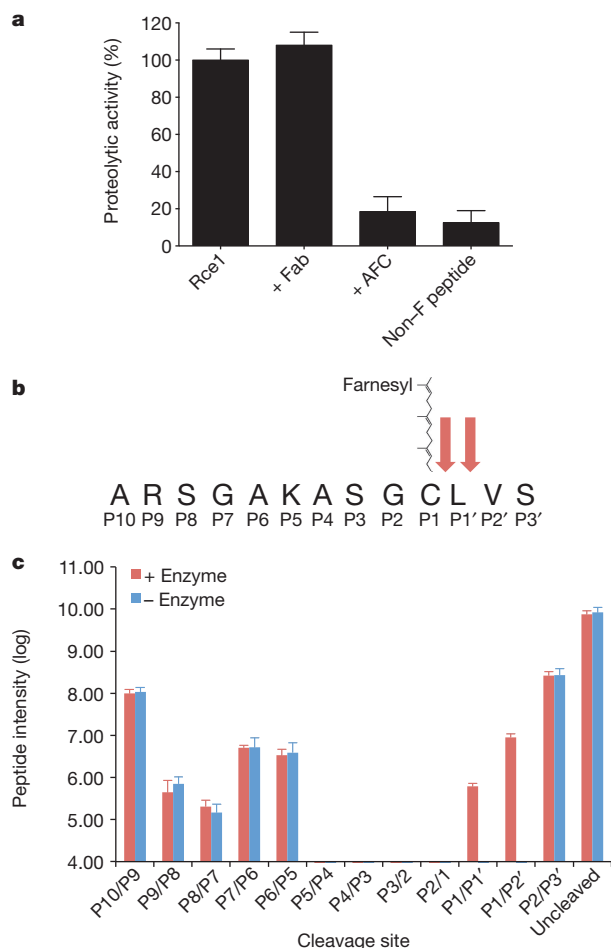 a
Proteolytic activity (%)
120
100
80
60
40
20
0
Rce1
+ Fab
+ AFC
Non–F peptide
b
Farnesyl
A R S G A K A S G C L V S
P10 P9 P8 P7 P6 P5 P4 P3 P2 P1 P1′ P2′ P3′
c
Peptide intensity (log)
11.00
10.00
9.00
8.00
7.00
6.00
5.00
4.00
+ Enzyme
– Enzyme
P10/P9
P9/P8
P8/P7
P7/P6
P6/P5
P5/P4
P4/P3
P3/2
P2/1
P1/P1′
P1/P2′
P2/P3′
Uncleaved
Cleavage site